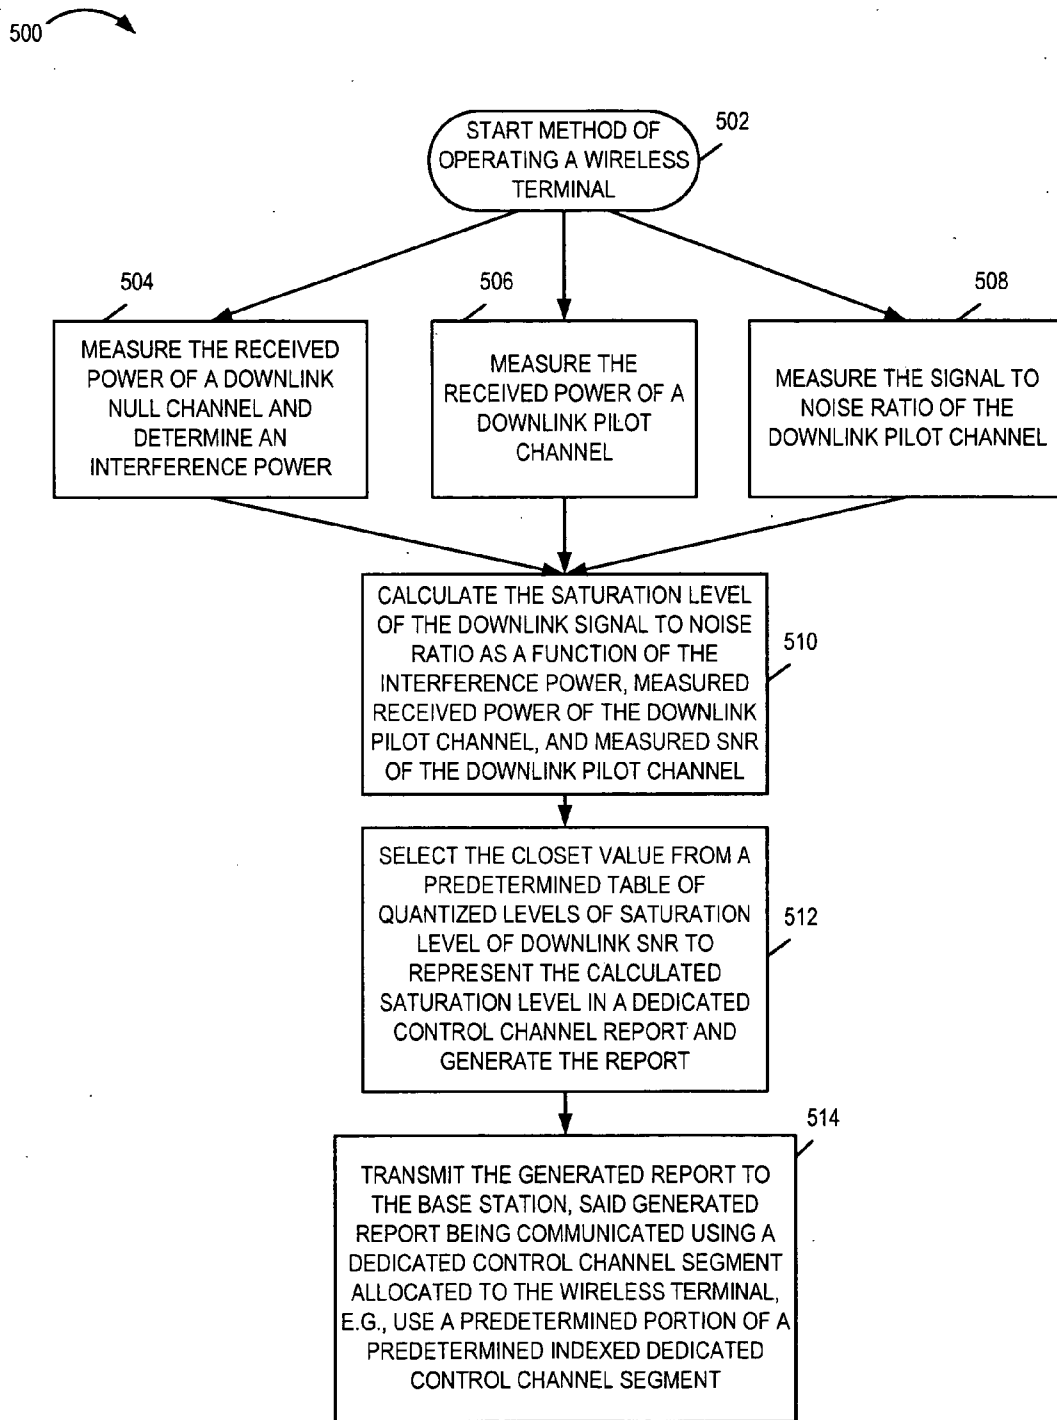 500
START METHOD OF
OPERATING A WIRELESS
TERMINAL
502
504
MEASURE THE RECEIVED
POWER OF A DOWNLINK
NULL CHANNEL AND
DETERMINE AN
INTERFERENCE POWER
506
MEASURE THE
RECEIVED POWER OF A
DOWNLINK PILOT
CHANNEL
508
MEASURE THE SIGNAL TO
NOISE RATIO OF THE
DOWNLINK PILOT CHANNEL
CALCULATE THE SATURATION LEVEL
OF THE DOWNLINK SIGNAL TO NOISE
RATIO AS A FUNCTION OF THE
INTERFERENCE POWER, MEASURED
RECEIVED POWER OF THE DOWNLINK
PILOT CHANNEL, AND MEASURED SNR
OF THE DOWNLINK PILOT CHANNEL
510
SELECT THE CLOSET VALUE FROM A
PREDETERMINED TABLE OF
QUANTIZED LEVELS OF SATURATION
LEVEL OF DOWNLINK SNR TO
REPRESENT THE CALCULATED
SATURATION LEVEL IN A DEDICATED
CONTROL CHANNEL REPORT AND
GENERATE THE REPORT
512
514
TRANSMIT THE GENERATED REPORT TO
THE BASE STATION, SAID GENERATED
REPORT BEING COMMUNICATED USING A
DEDICATED CONTROL CHANNEL SEGMENT
ALLOCATED TO THE WIRELESS TERMINAL,
E.G., USE A PREDETERMINED PORTION OF A
PREDETERMINED INDEXED DEDICATED
CONTROL CHANNEL SEGMENT